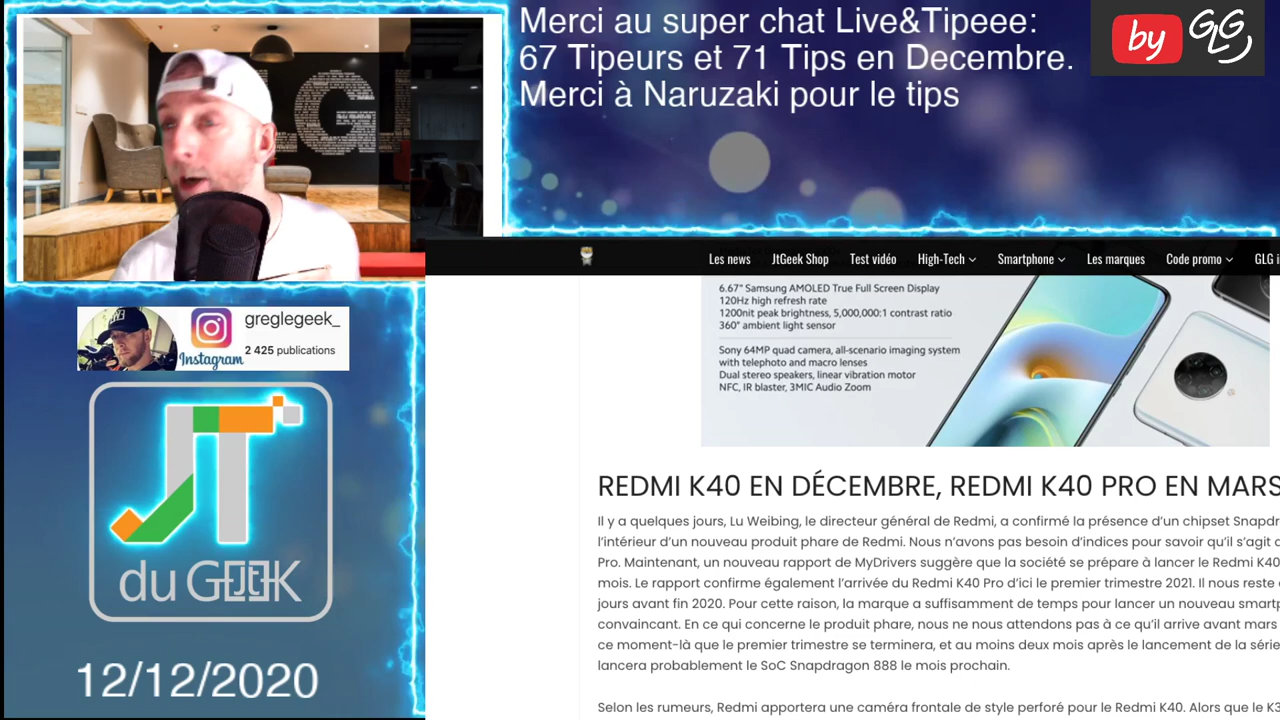 Merci au super chat Live&Tipeee:
67 Tipeurs et 71 Tips en Decembre.
Merci à Naruzaki pour le tips
by GLG
Les news JtGeek Shop Test vidéo High-Tech Smartphone Les marques Code promo GLG i
6.67" Samsung AMOLED True Full Screen Display
120Hz high refresh rate
1200nit peak brightness, 5,000,000:1 contrast ratio
360° ambient light sensor
Sony 64MP quad camera, all-scenario imaging system
with telephoto and macro lenses
Dual stereo speakers, linear vibration motor
NFC, IR blaster, 3MIC Audio Zoom
greglegeek_
Instagram
2 425 publications
JT
du GEEK
12/12/2020
REDMI K40 EN DÉCEMBRE, REDMI K40 PRO EN MARS
Il y a quelques jours, Lu Weibing, le directeur général de Redmi, a confirmé la présence d'un chipset Snapdr
l'intérieur d'un nouveau produit phare de Redmi. Nous n'avons pas besoin d'indices pour savoir qu'il s'agit
Pro. Maintenant, un nouveau rapport de MyDrivers suggère que la société se prépare à lancer le Redmi K40
mois. Le rapport confirme également l'arrivée du Redmi K40 Pro d'ici le premier trimestre 2021. Il nous reste
jours avant fin 2020. Pour cette raison, la marque a suffisamment de temps pour lancer un nouveau smartp
convaincant. En ce qui concerne le produit phare, nous ne nous attendons pas à ce qu'il arrive avant mars
ce moment-là que le premier trimestre se terminera, et au moins deux mois après le lancement de la série
lancera probablement le SoC Snapdragon 888 le mois prochain.
Selon les rumeurs, Redmi apportera une caméra frontale de style perforé pour le Redmi K40. Alors que le K3